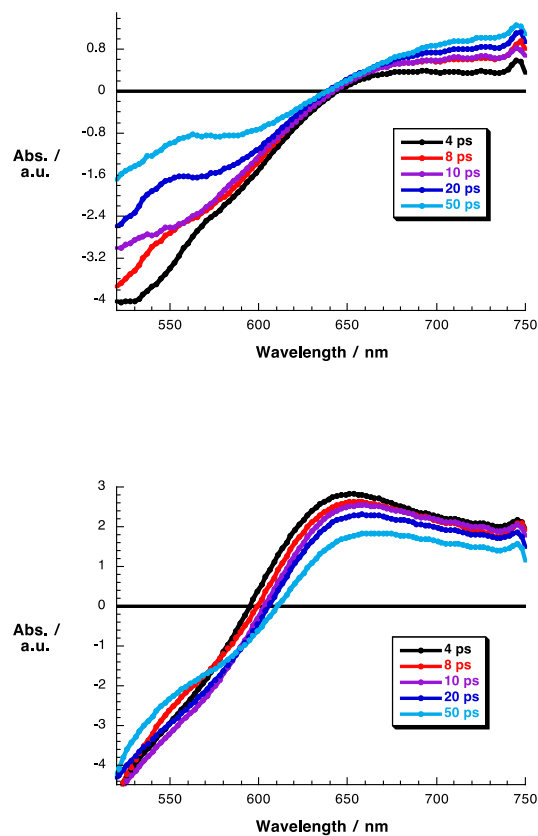 0.8
0
-0.8
-1.6
-2.4
-3.2
-4
Abs. /
a.u.
4 ps
8 ps
10 ps
20 ps
50 ps
550 600 650 700 750
Wavelength / nm
3
2
1
0
-1
-2
-3
-4
Abs. /
a.u.
4 ps
8 ps
10 ps
20 ps
50 ps
550 600 650 700 750
Wavelength / nm